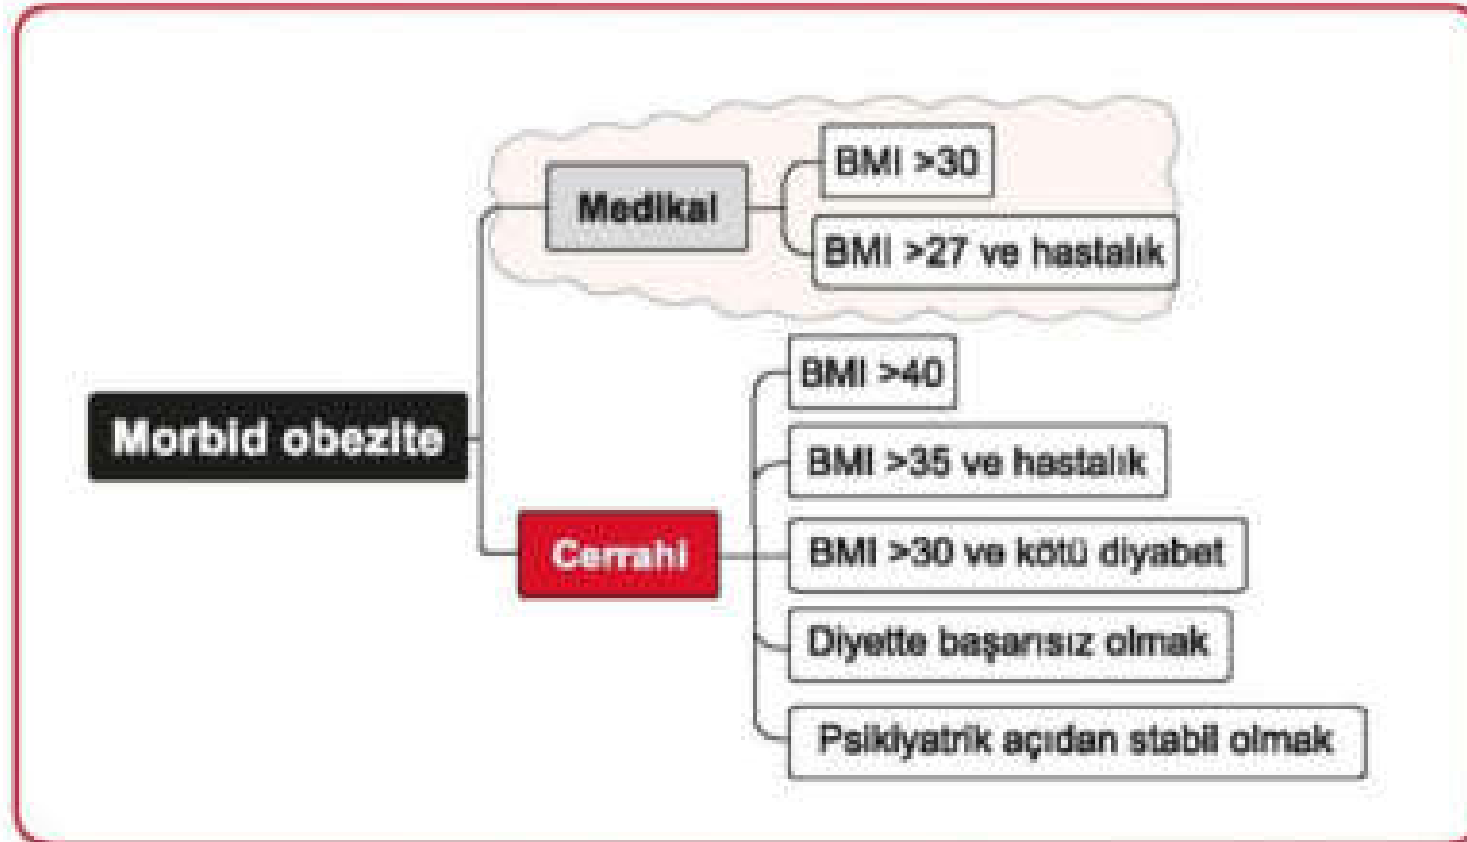 BMI >30
Medikal
BMI >27 ve hastalık
BMI >40
Morbid obezite
BMI >35 ve hastalık
Cerrahi
BMI >30 ve kötü diyabet
Diyette başarısız olmak
Psikiyatrik açıdan stabil olmak